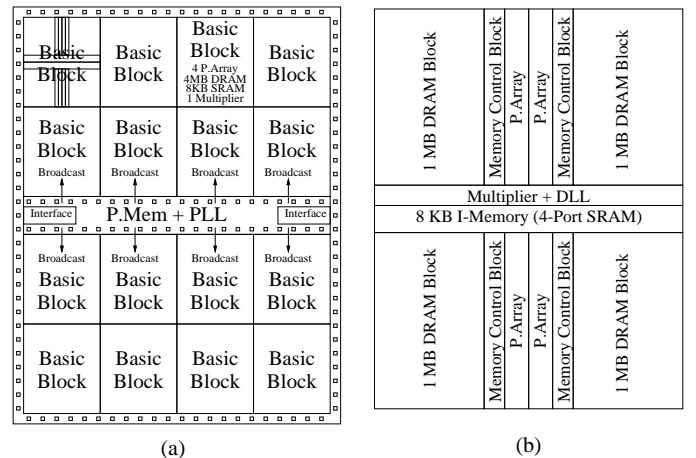 Basic
Block
Basic
Block
Basic
Block
4 P.Array
4MB DRAM
8KB SRAM
1 Multiplier
Basic
Block
Basic
Block
Broadcast
Basic
Block
Broadcast
Basic
Block
Broadcast
Basic
Block
Broadcast
Interface
P.Mem + PLL
Interface
Broadcast
Basic
Block
Broadcast
Basic
Block
Broadcast
Basic
Block
Broadcast
Basic
Block
Basic
Block
Basic
Block
Basic
Block
Basic
Block
(a)
1 MB DRAM Block
Memory Control Block
P.Array
P.Array
Memory Control Block
1 MB DRAM Block
Multiplier + DLL
8 KB I-Memory (4-Port SRAM)
1 MB DRAM Block
Memory Control Block
P.Array
P.Array
Memory Control Block
1 MB DRAM Block
(b)